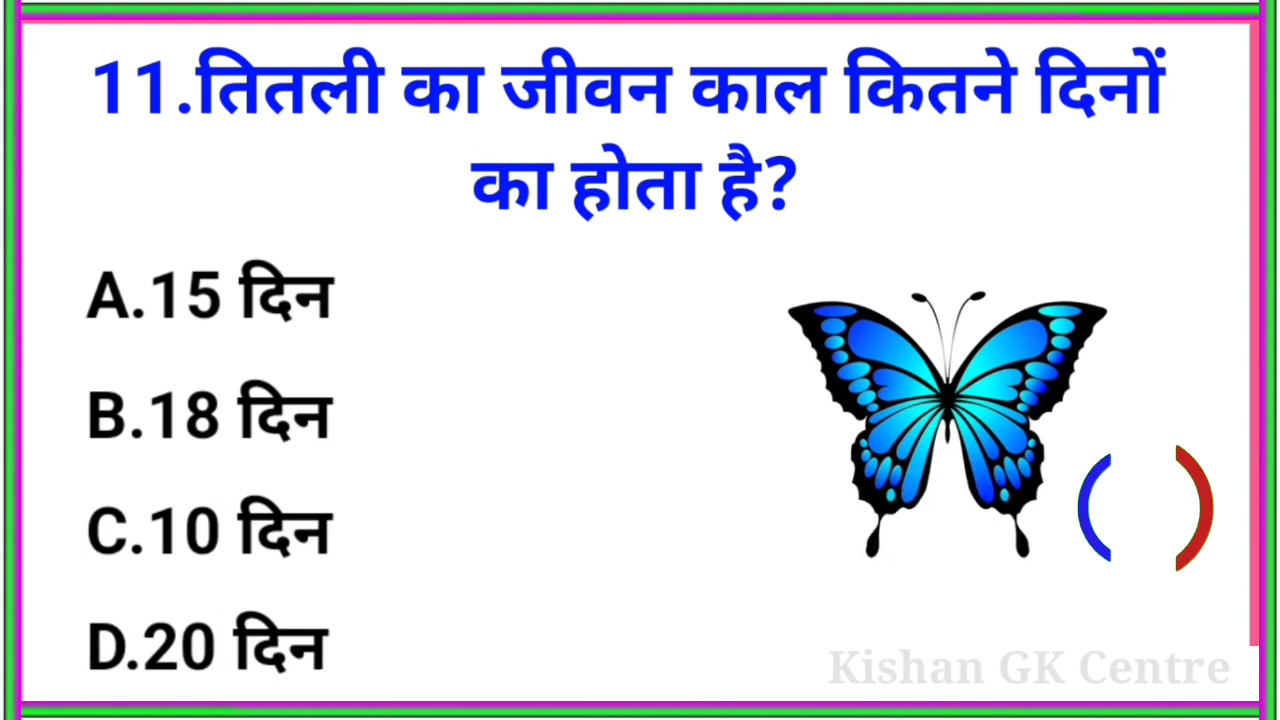 11.तितली का जीवन काल कितने दिनों
का होता है?
A.15 दिन
B.18 दिन
C.10 दिन
D.20 दिन
Kishan GK Centre